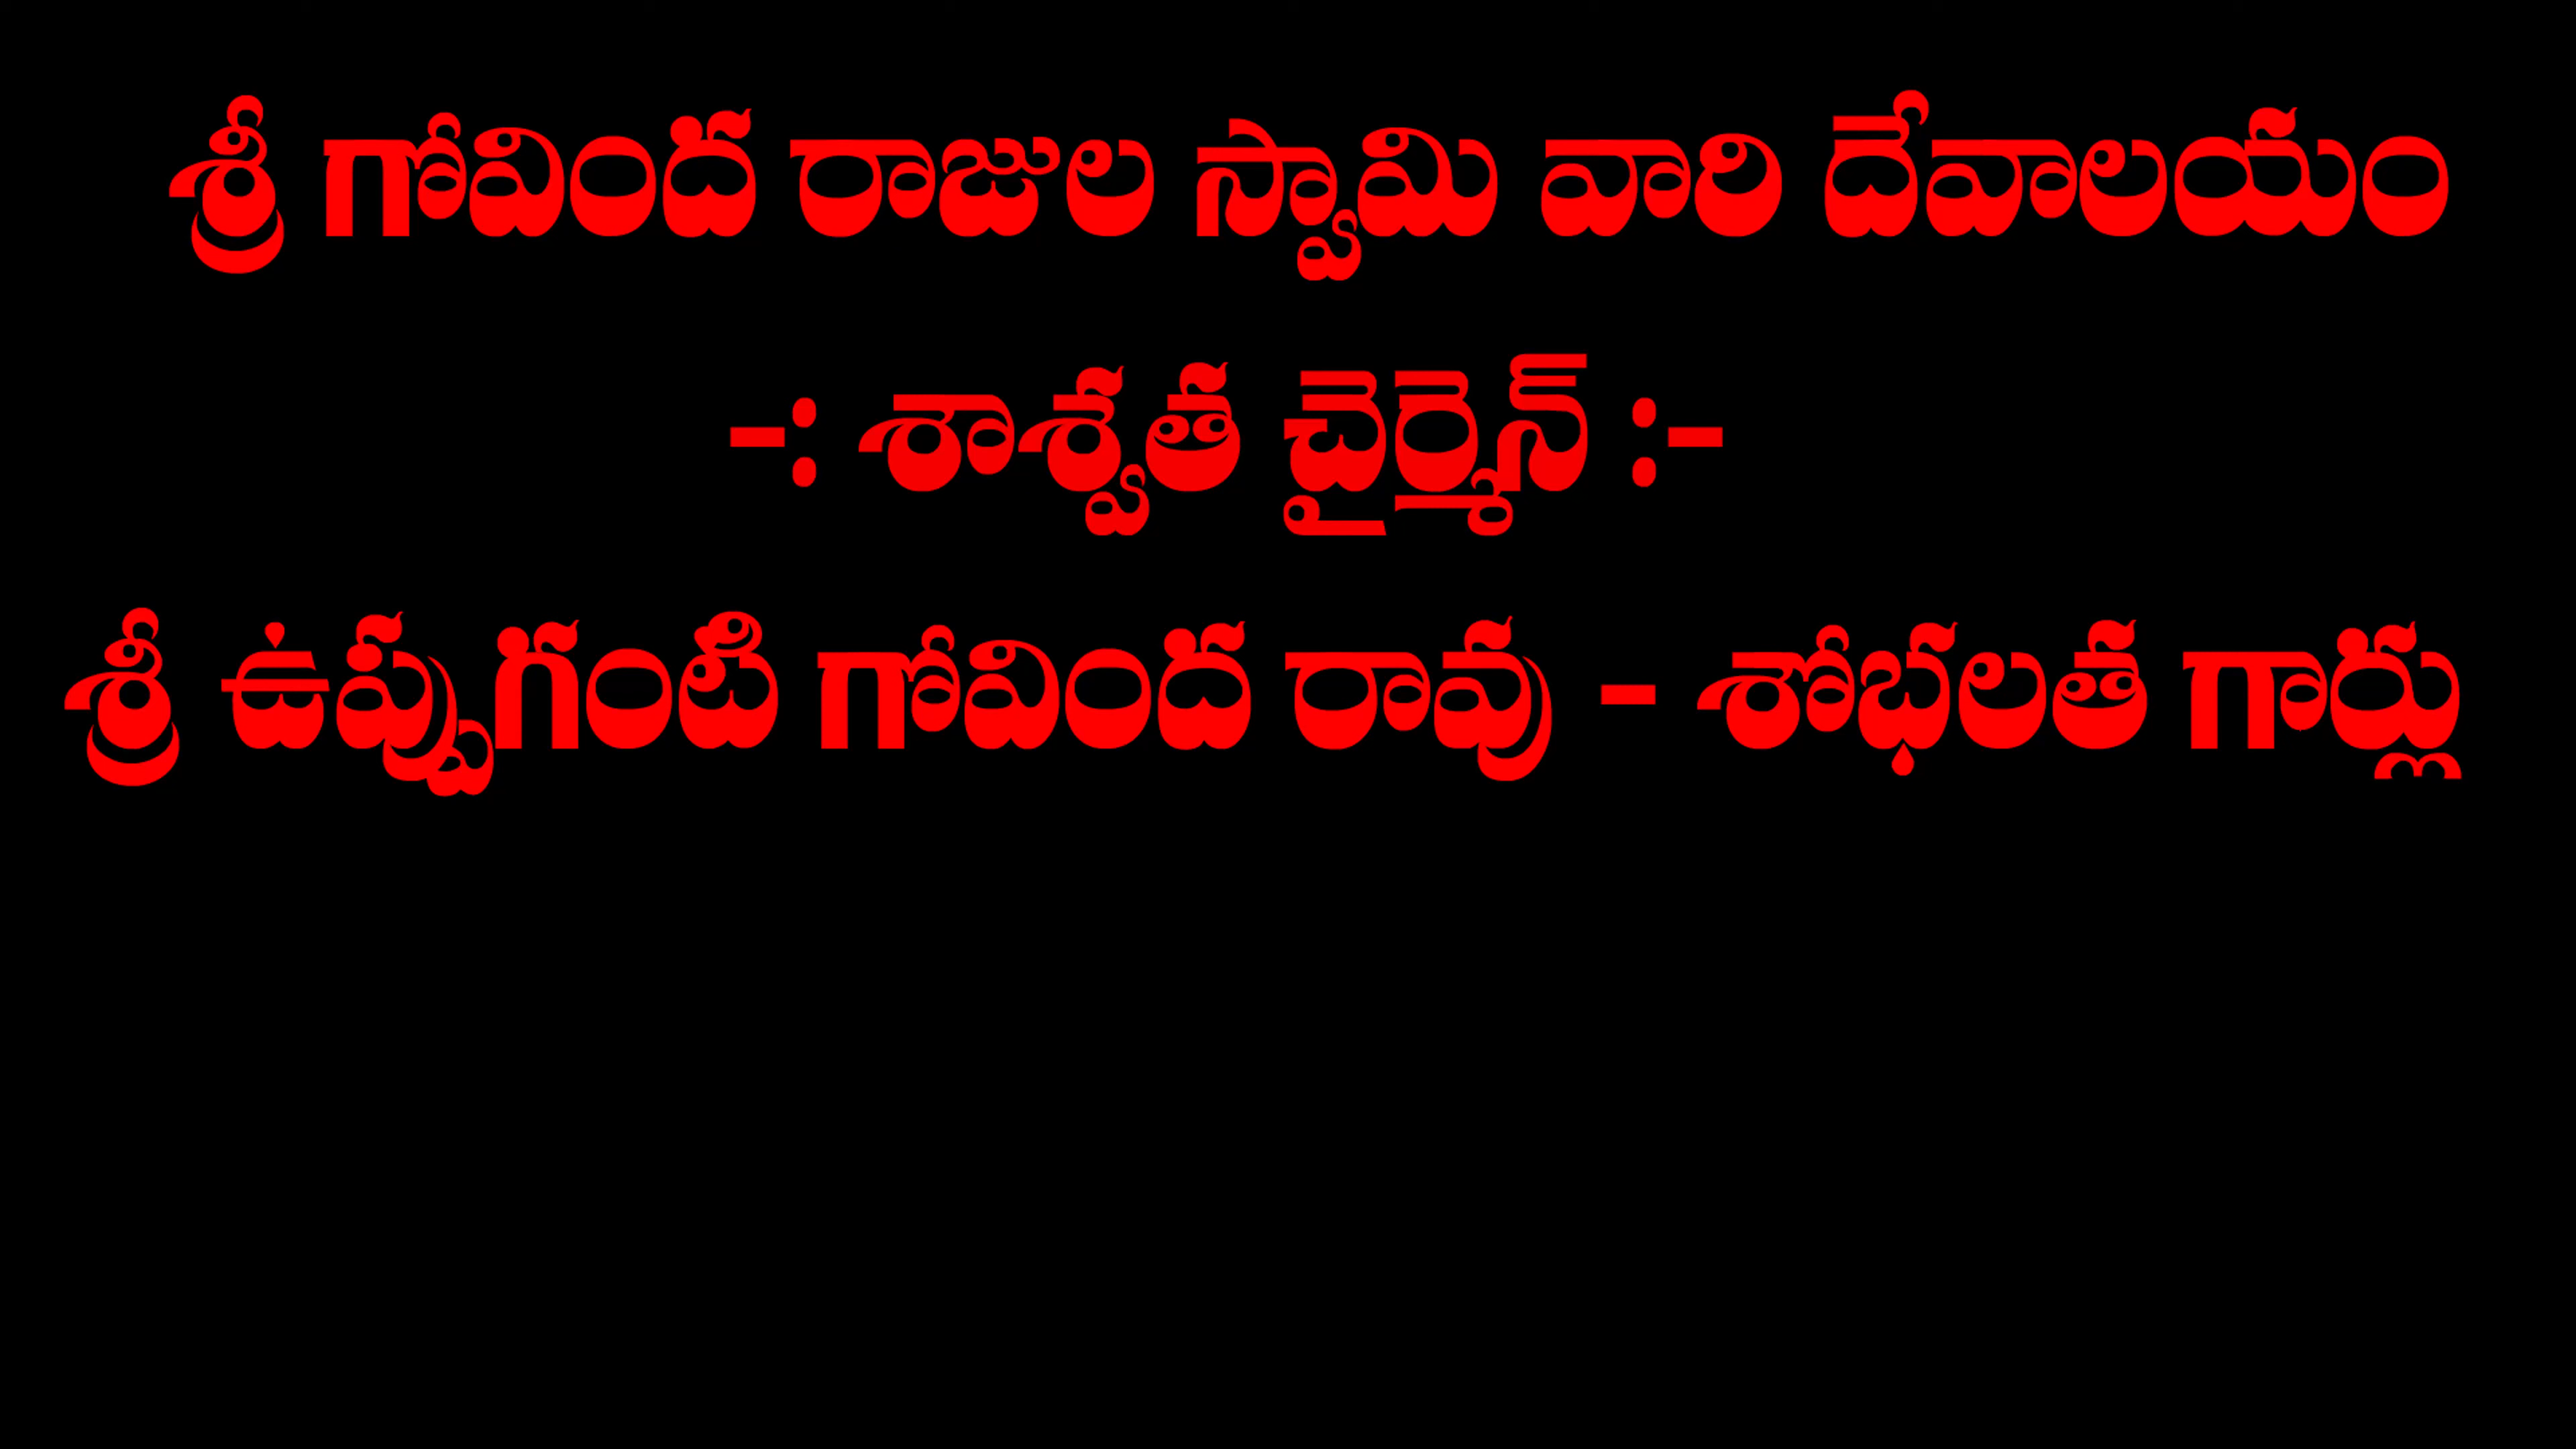 శ్రీ గోవింద రాజుల స్వామి వారి దేవాలయం
-: శాశ్వత ఛైర్మెన్ :-
శ్రీ ఉప్పుగంటి గోవింద రావు - శోభలత గార్లు